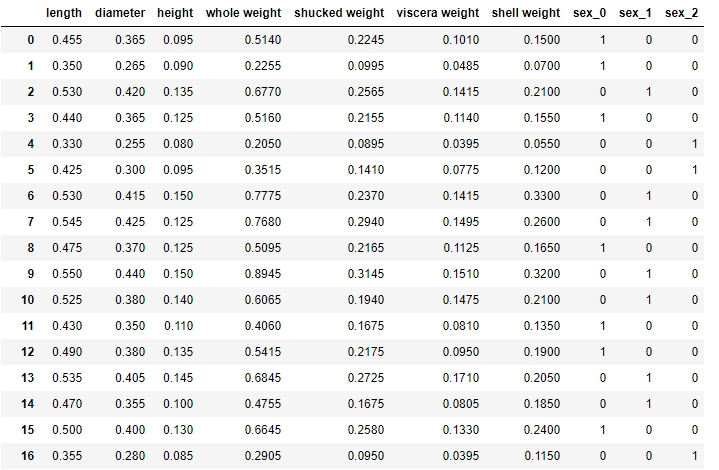 length diameter height whole weight shucked weight viscera weight shell weight sex_0 sex_1 sex_2
0 0.455 0.365 0.095 0.5140 0.2245 0.1010 0.1500 1 0 0
1 0.350 0.265 0.090 0.2255 0.0995 0.0485 0.0700 1 0 0
2 0.530 0.420 0.135 0.6770 0.2565 0.1415 0.2100 0 1 0
3 0.440 0.365 0.125 0.5160 0.2155 0.1140 0.1550 1 0 0
4 0.330 0.255 0.080 0.2050 0.0895 0.0395 0.0550 0 0 1
5 0.425 0.300 0.095 0.3515 0.1410 0.0775 0.1200 0 0 1
6 0.530 0.415 0.150 0.7775 0.2370 0.1415 0.3300 0 1 0
7 0.545 0.425 0.125 0.7680 0.2940 0.1495 0.2600 0 1 0
8 0.475 0.370 0.125 0.5095 0.2165 0.1125 0.1650 1 0 0
9 0.550 0.440 0.150 0.8945 0.3145 0.1510 0.3200 0 1 0
10 0.525 0.380 0.140 0.6065 0.1940 0.1475 0.2100 0 1 0
11 0.430 0.350 0.110 0.4060 0.1675 0.0810 0.1350 1 0 0
12 0.490 0.380 0.135 0.5415 0.2175 0.0950 0.1900 1 0 0
13 0.535 0.405 0.145 0.6845 0.2725 0.1710 0.2050 0 1 0
14 0.470 0.355 0.100 0.4755 0.1675 0.0805 0.1850 0 1 0
15 0.500 0.400 0.130 0.6645 0.2580 0.1330 0.2400 1 0 0
16 0.355 0.280 0.085 0.2905 0.0950 0.0395 0.1150 0 0 1